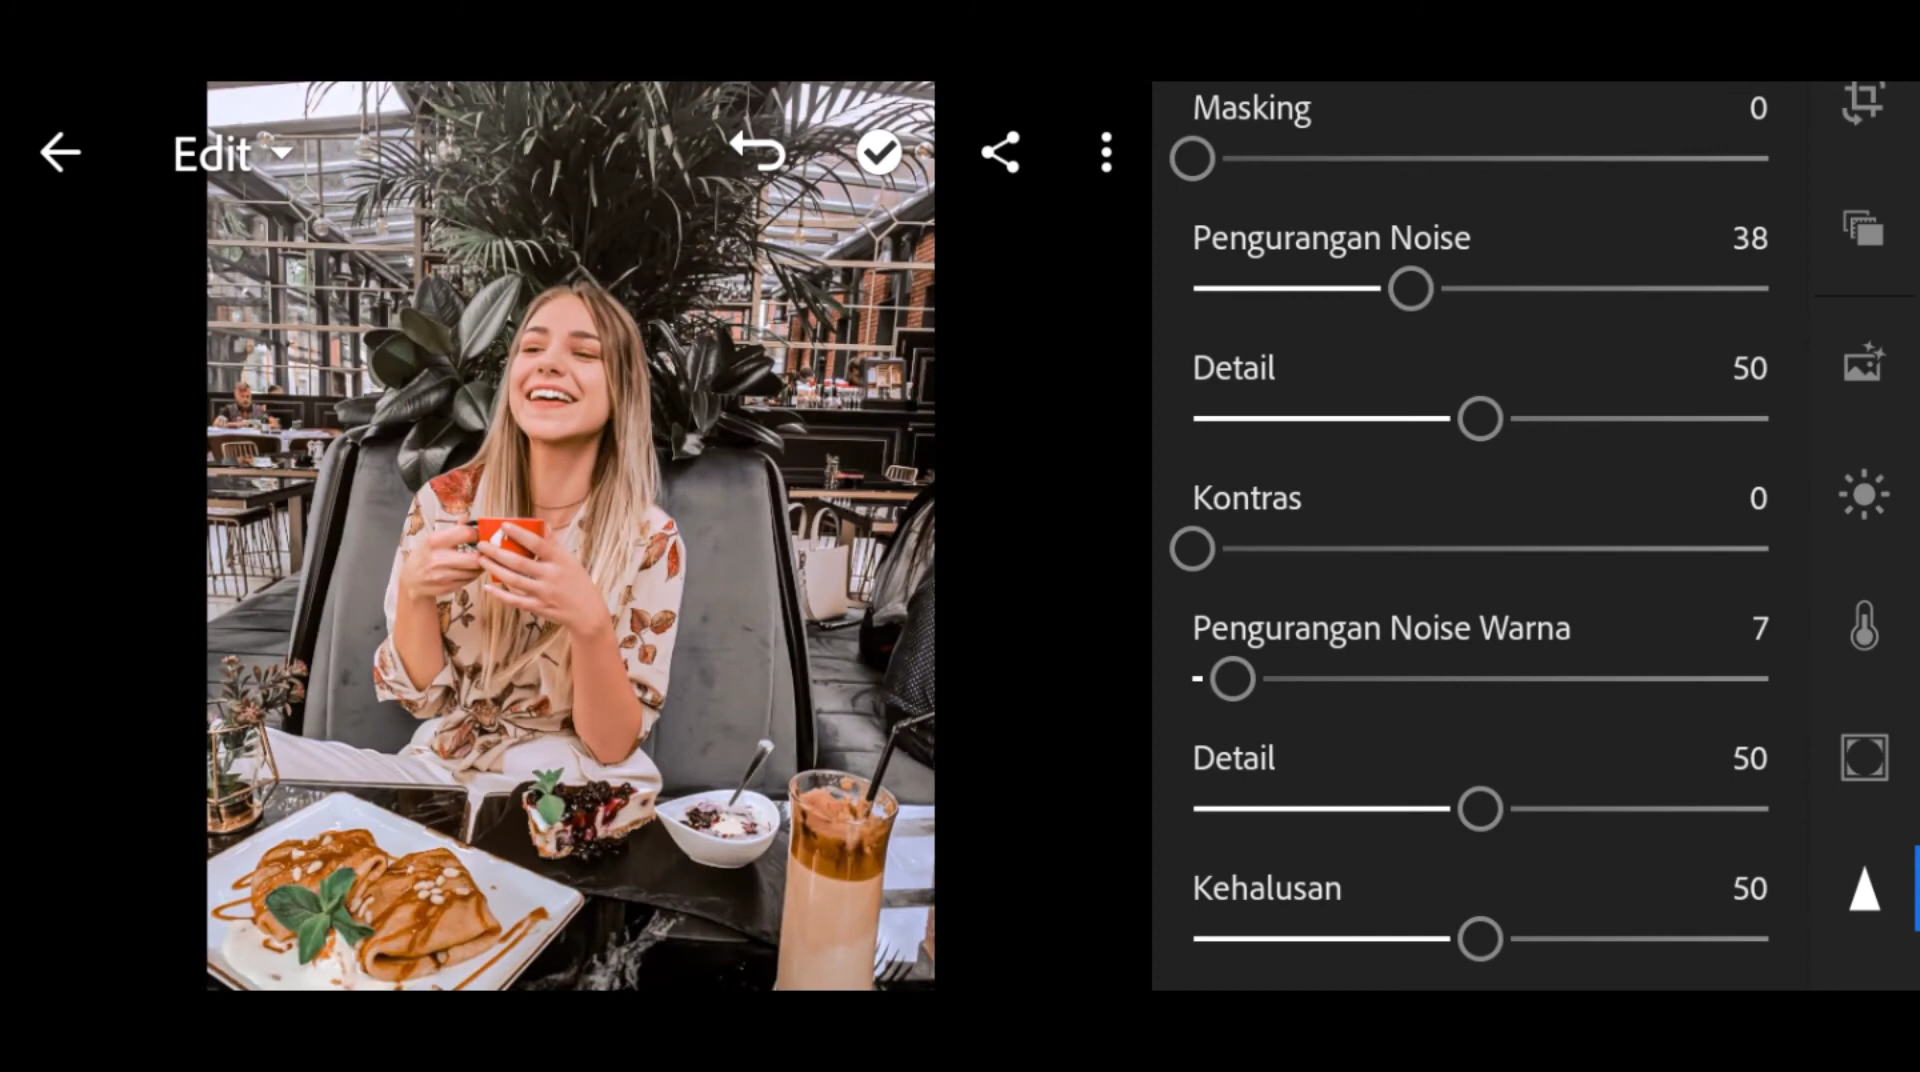 Edit
Masking 0
Pengurangan Noise 38
Detail 50
Kontras 0
Pengurangan Noise Warna 7
Detail 50
Kehalusan 50